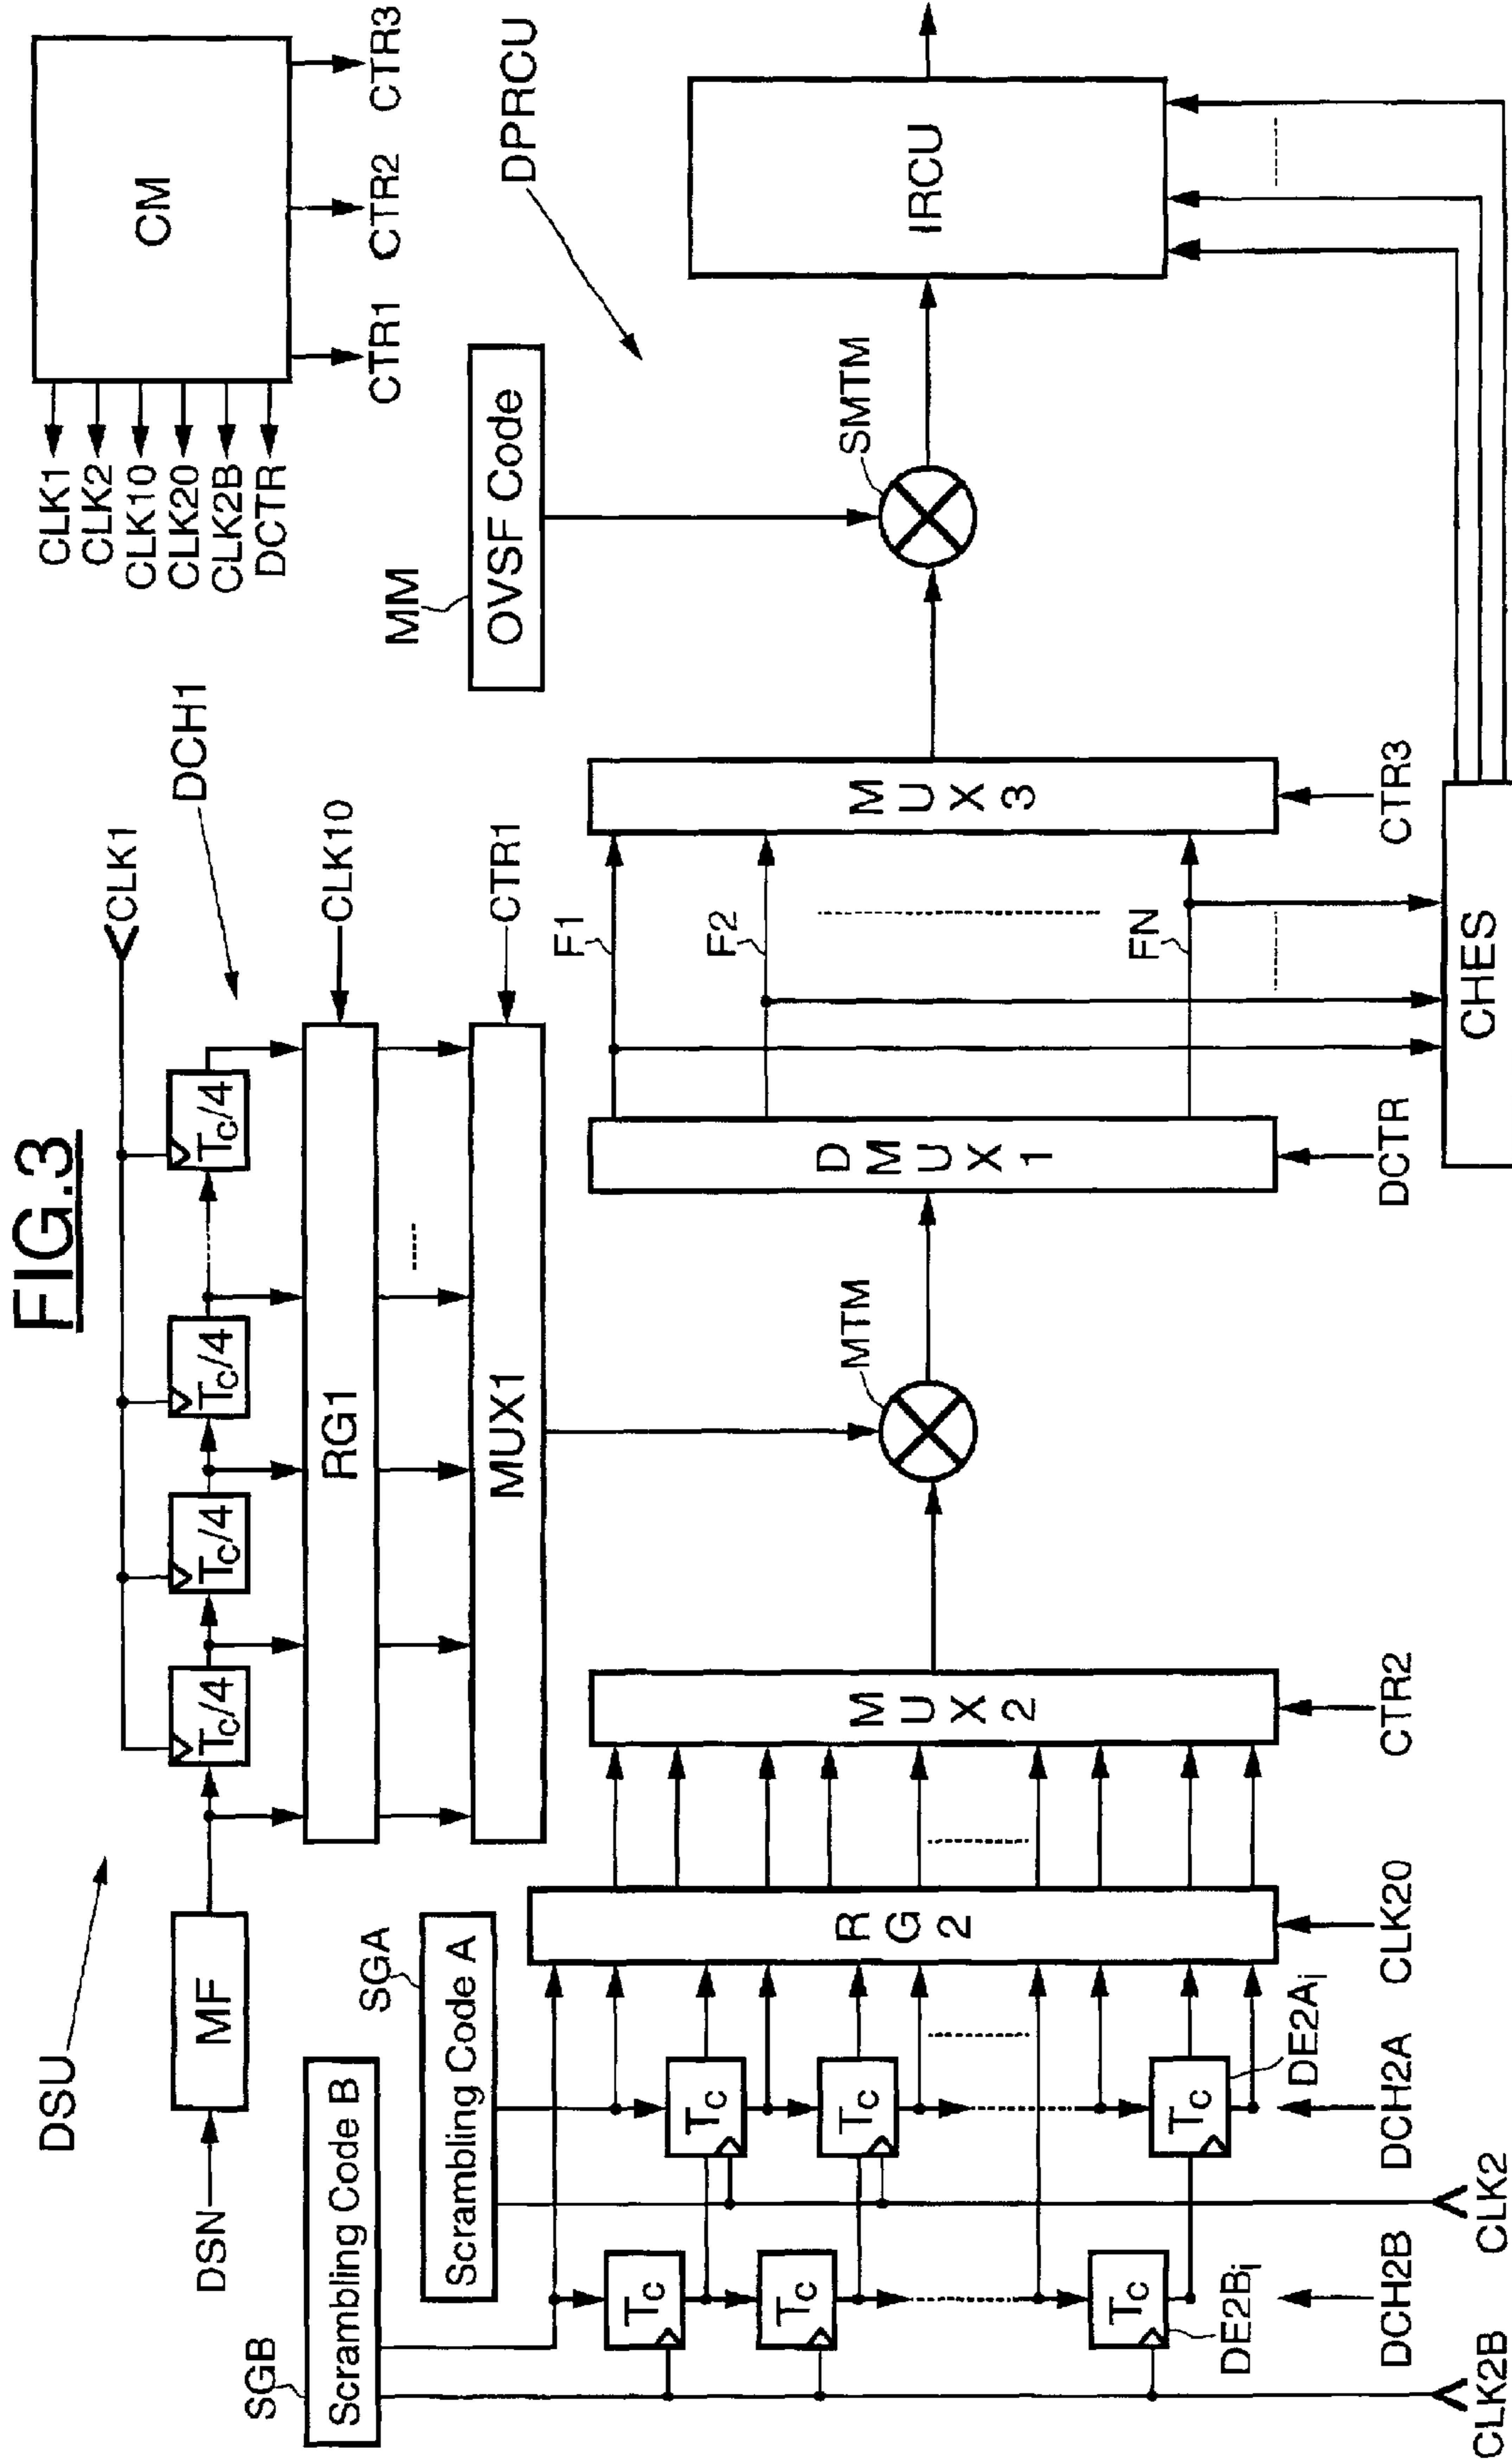 FIG.3
DSU
DSN
MF
Tc/4
Tc/4
Tc/4
Tc/4
CLK1
DCH1
RG1
CLK10
MUX1
CTR1
CM
CLK1
CLK2
CLK10
CLK20
CLK2B
DCTR
CTR1
CTR2
CTR3
SGB
Scrambling Code B
SGA
Scrambling Code A
MM
OVSF Code
DPRCU
Tc
Tc
Tc
Tc
Tc
Tc
DE2Bi
DE2Ai
RG2
MUX2
MTM
DMUX1
F1
F2
FN
MUX3
SMTM
IRCU
CLK2B
DCH2B
CLK2
DCH2A
CLK20
CTR2
DCTR
CTR3
CHES